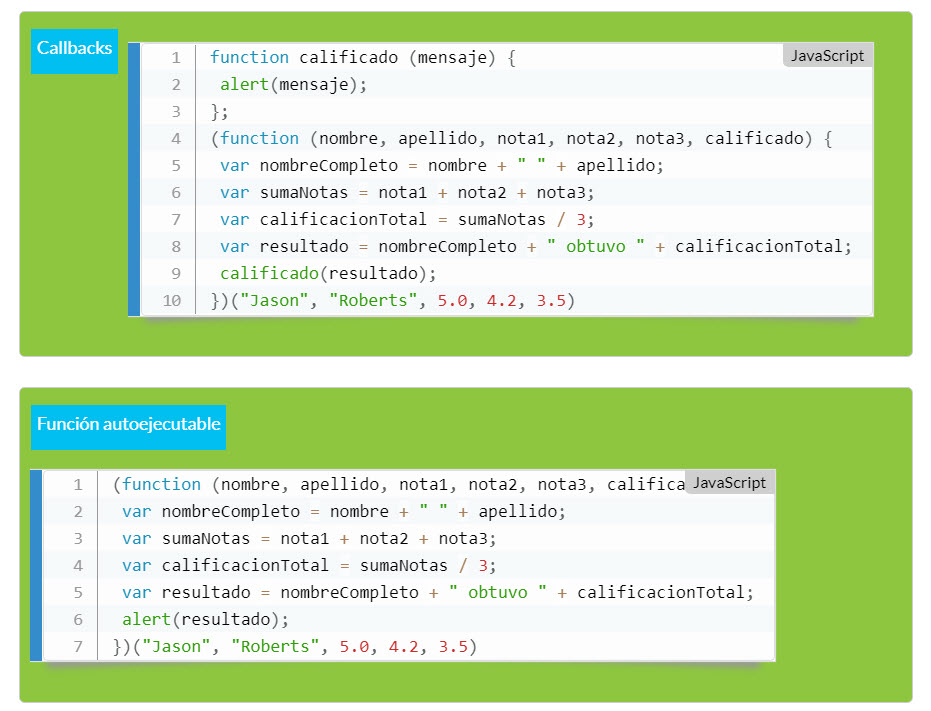 Callbacks
JavaScript
1 function calificado (mensaje) {
2 alert(mensaje);
3 };
4 (function (nombre, apellido, nota1, nota2, nota3, calificado) {
5 var nombreCompleto = nombre + " " + apellido;
6 var sumaNotas = nota1 + nota2 + nota3;
7 var calificacionTotal = sumaNotas / 3;
8 var resultado = nombreCompleto + " obtuvo " + calificacionTotal;
9 calificado(resultado);
10 })("Jason", "Roberts", 5.0, 4.2, 3.5)
Función autoejecutable
JavaScript
1 (function (nombre, apellido, nota1, nota2, nota3, califica
2 var nombreCompleto = nombre + " " + apellido;
3 var sumaNotas = nota1 + nota2 + nota3;
4 var calificacionTotal = sumaNotas / 3;
5 var resultado = nombreCompleto + " obtuvo " + calificacionTotal;
6 alert(resultado);
7 })("Jason", "Roberts", 5.0, 4.2, 3.5)